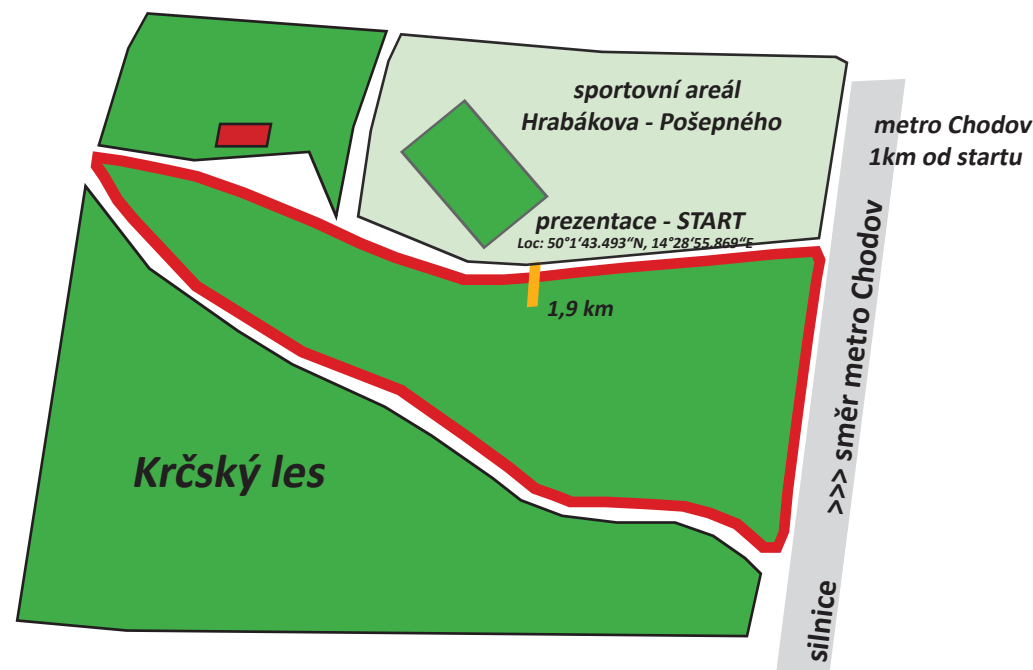 sportovní areál
Hrabákova - Pošepného
metro Chodov
1km od startu
prezentace - START
Loc: 50°1‘43.493“N, 14°28‘55.869“E
1,9 km
>>> směr metro Chodov
Krčský les
silnice